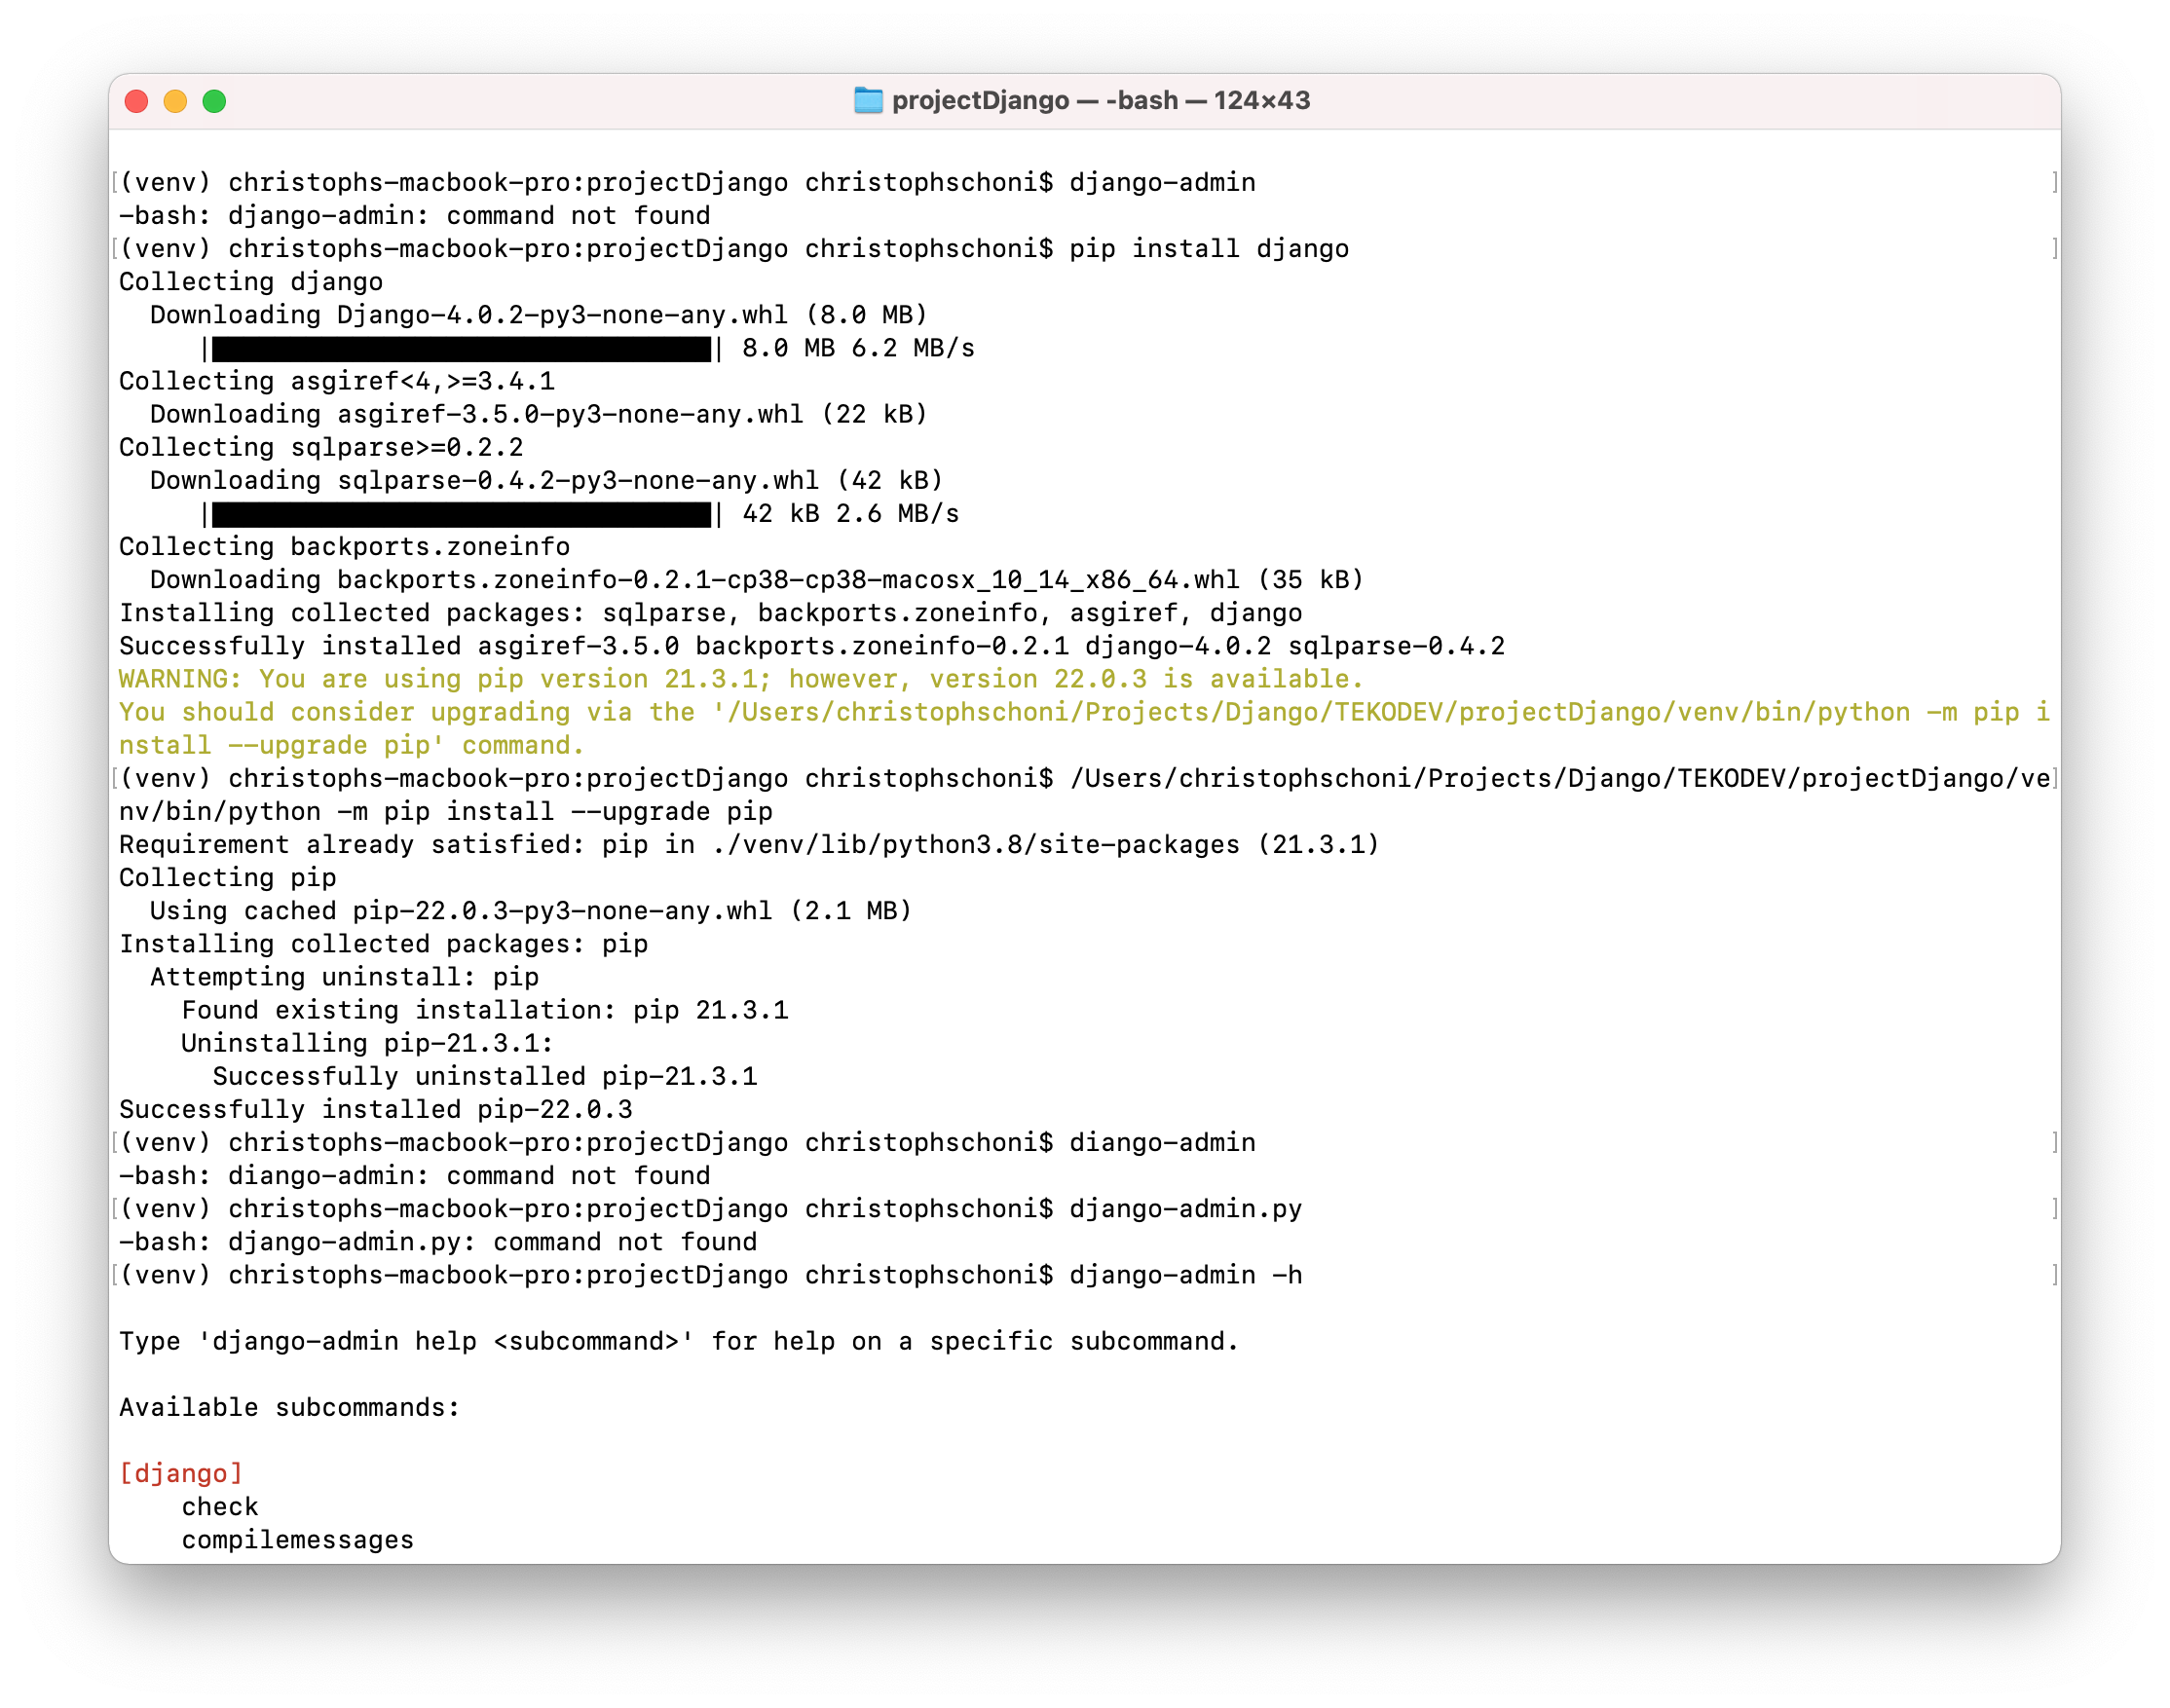 projectDjango — -bash — 124×43
[(venv) christophs-macbook-pro:projectDjango christophschoni$ django-admin ]
-bash: django-admin: command not found
[(venv) christophs-macbook-pro:projectDjango christophschoni$ pip install django ]
Collecting django
  Downloading Django-4.0.2-py3-none-any.whl (8.0 MB)
     |████████████████████████████████| 8.0 MB 6.2 MB/s
Collecting asgiref<4,>=3.4.1
  Downloading asgiref-3.5.0-py3-none-any.whl (22 kB)
Collecting sqlparse>=0.2.2
  Downloading sqlparse-0.4.2-py3-none-any.whl (42 kB)
     |████████████████████████████████| 42 kB 2.6 MB/s
Collecting backports.zoneinfo
  Downloading backports.zoneinfo-0.2.1-cp38-cp38-macosx_10_14_x86_64.whl (35 kB)
Installing collected packages: sqlparse, backports.zoneinfo, asgiref, django
Successfully installed asgiref-3.5.0 backports.zoneinfo-0.2.1 django-4.0.2 sqlparse-0.4.2
WARNING: You are using pip version 21.3.1; however, version 22.0.3 is available.
You should consider upgrading via the '/Users/christophschoni/Projects/Django/TEKODEV/projectDjango/venv/bin/python -m pip i
nstall --upgrade pip' command.
[(venv) christophs-macbook-pro:projectDjango christophschoni$ /Users/christophschoni/Projects/Django/TEKODEV/projectDjango/ve]
nv/bin/python -m pip install --upgrade pip
Requirement already satisfied: pip in ./venv/lib/python3.8/site-packages (21.3.1)
Collecting pip
  Using cached pip-22.0.3-py3-none-any.whl (2.1 MB)
Installing collected packages: pip
  Attempting uninstall: pip
    Found existing installation: pip 21.3.1
    Uninstalling pip-21.3.1:
      Successfully uninstalled pip-21.3.1
Successfully installed pip-22.0.3
[(venv) christophs-macbook-pro:projectDjango christophschoni$ diango-admin ]
-bash: diango-admin: command not found
[(venv) christophs-macbook-pro:projectDjango christophschoni$ django-admin.py ]
-bash: django-admin.py: command not found
[(venv) christophs-macbook-pro:projectDjango christophschoni$ django-admin -h ]
Type 'django-admin help <subcommand>' for help on a specific subcommand.
Available subcommands:
[django]
    check
    compilemessages